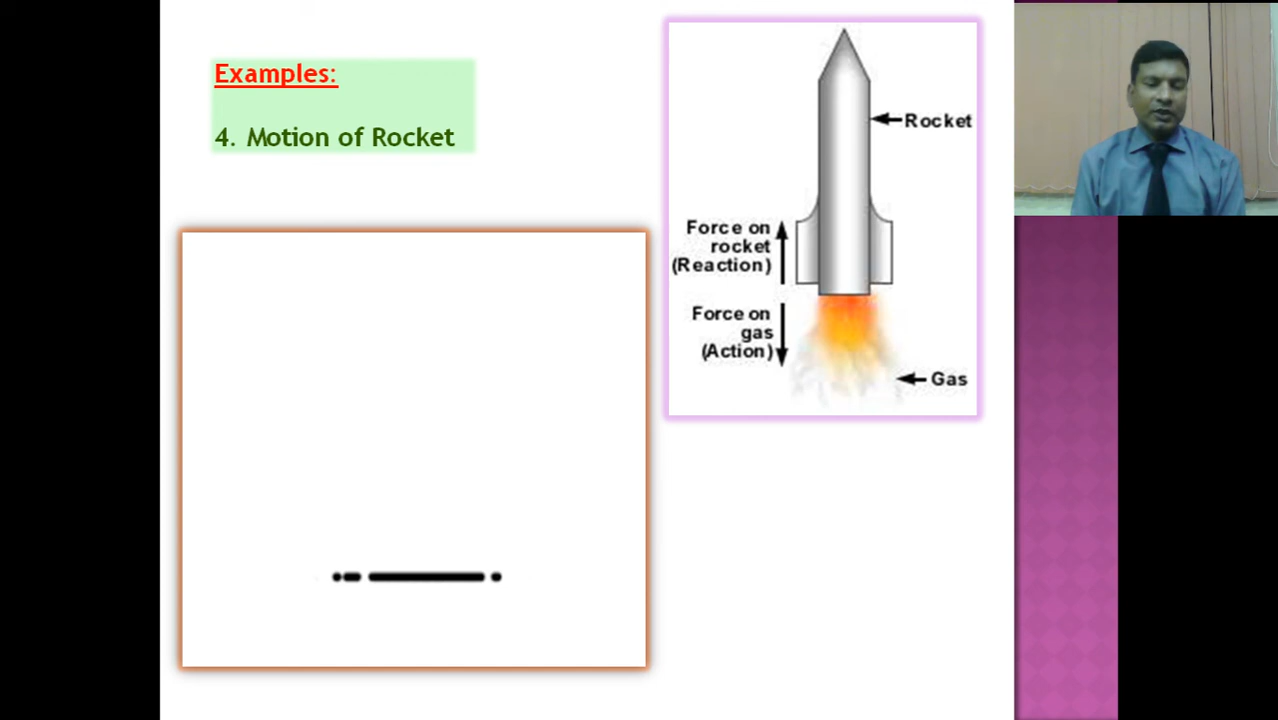 Examples:
4. Motion of Rocket
Rocket
Force on
rocket
(Reaction)
Force on
gas
(Action)
Gas